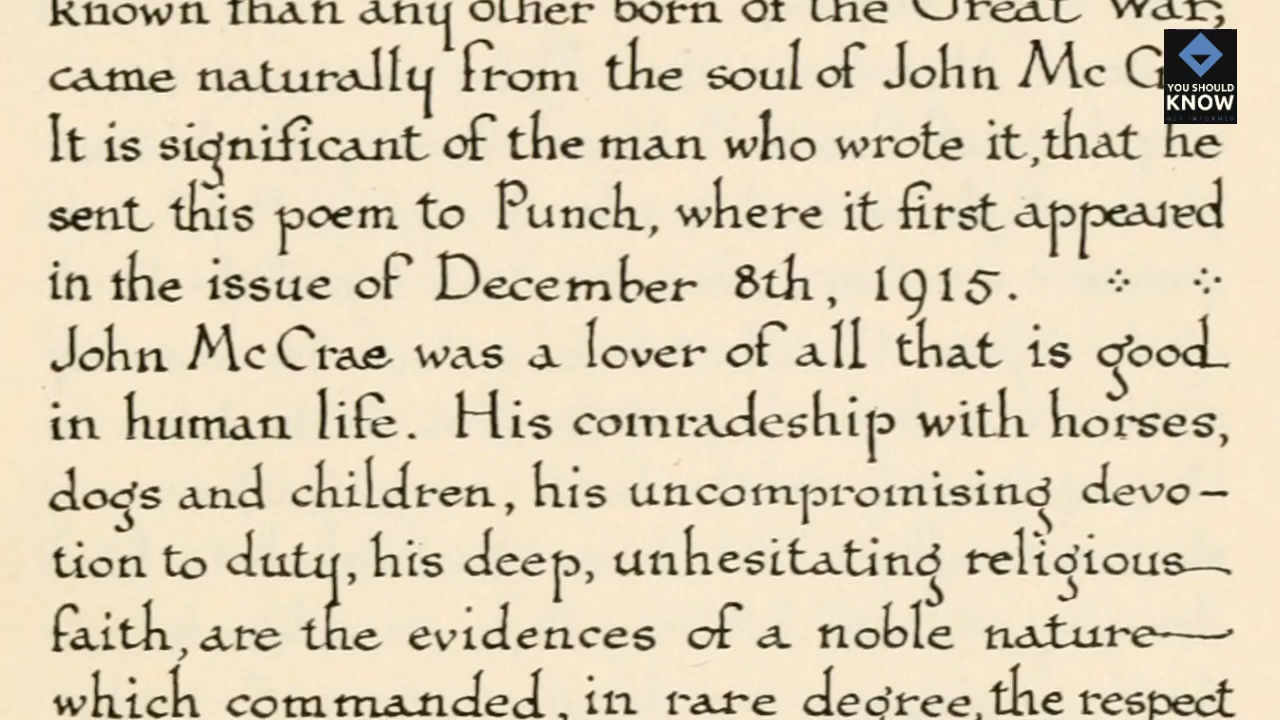 known than any other born of the Great War,
came naturally from the soul of John Mc
It is significant of the man who wrote it, that he
sent this poem to Punch, where it first appeared
in the issue of December 8th, 1915.
John McCrae was a lover of all that is good
in human life. His comradeship with horses,
dogs and children, his uncompromising devo-
tion to duty, his deep, unhesitating religious
faith, are the evidences of a noble nature
which commanded, in rare degree, the respect
YOU SHOULD
KNOW
GET INFORMED